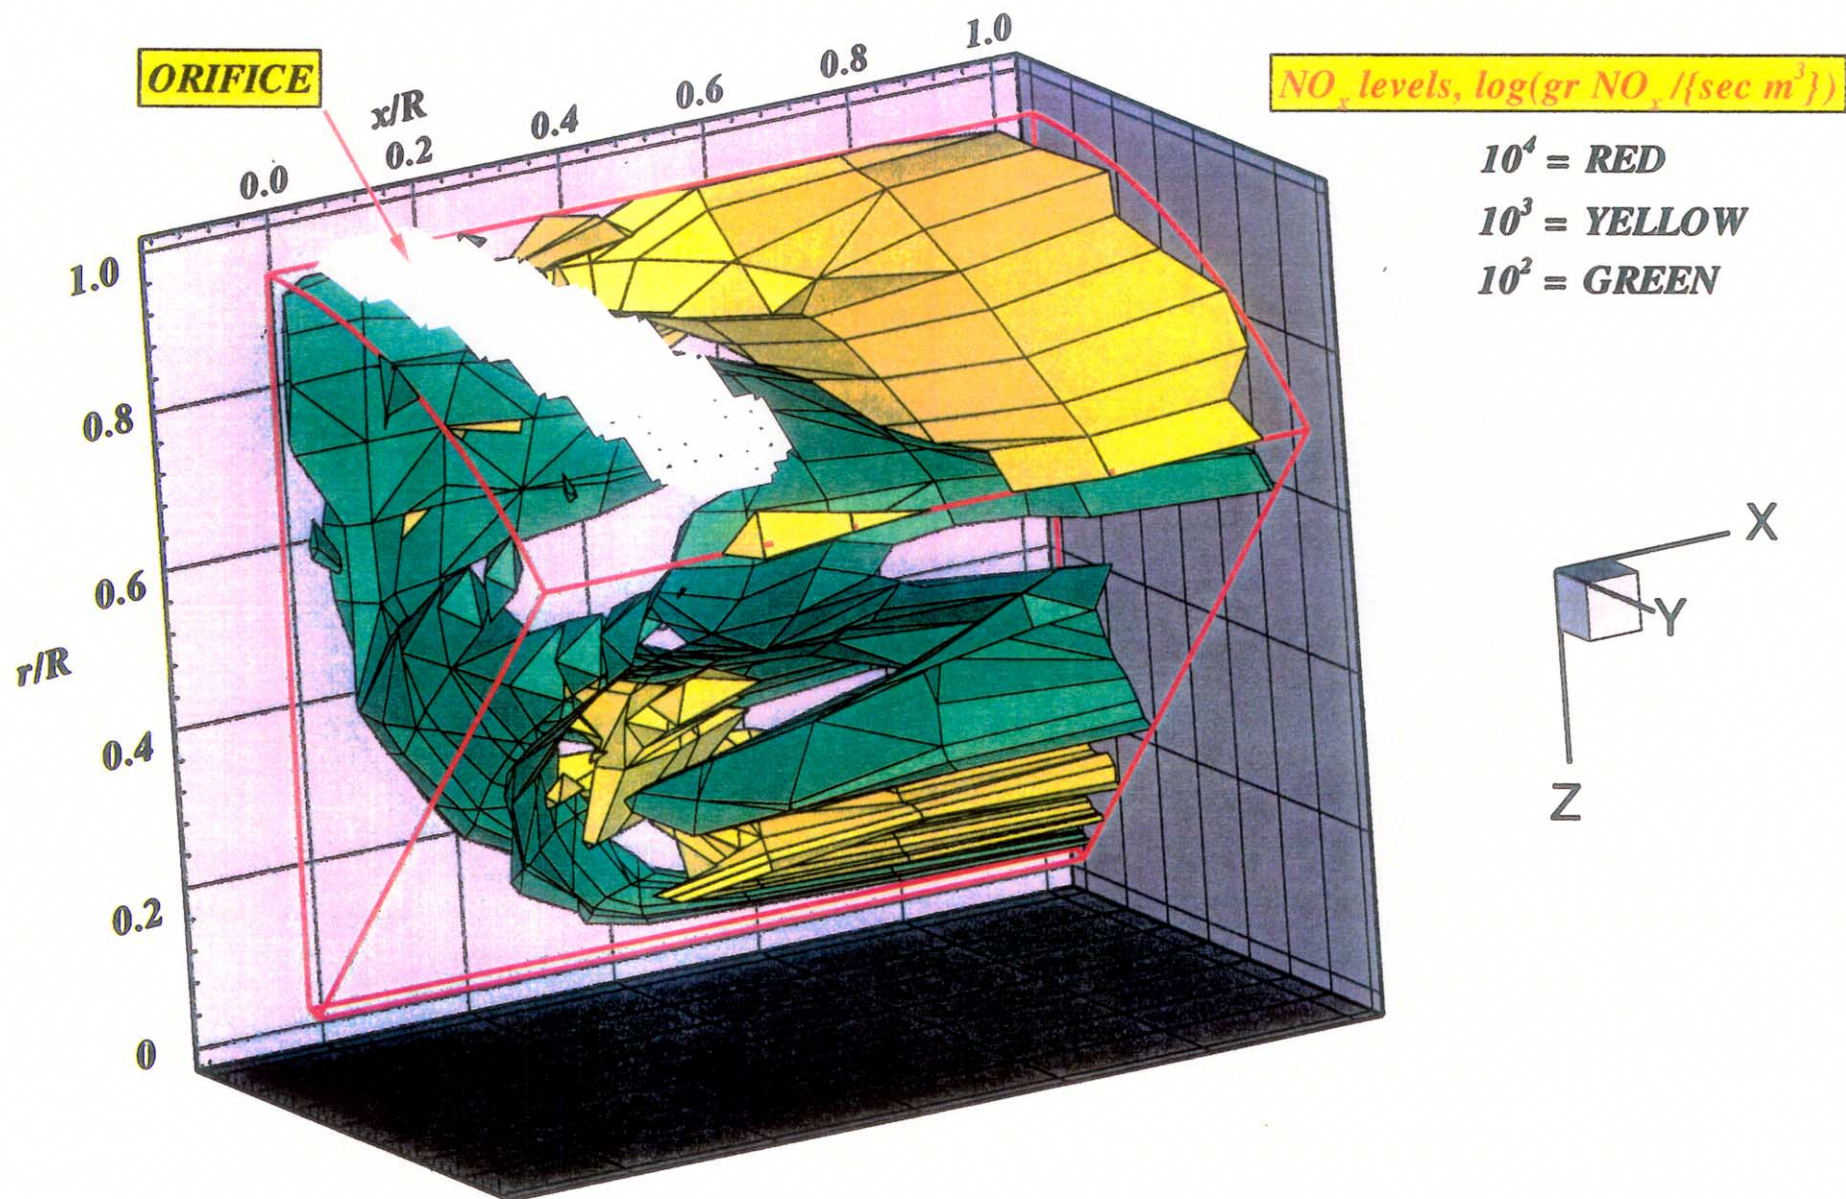 ORIFICE
NOx levels, log(gr NOx/{sec m³})
10⁴ = RED
10³ = YELLOW
10² = GREEN
x/R
0.0 0.2 0.4 0.6 0.8 1.0
1.0
0.8
0.6
r/R
0.4
0.2
0
X
Y
Z